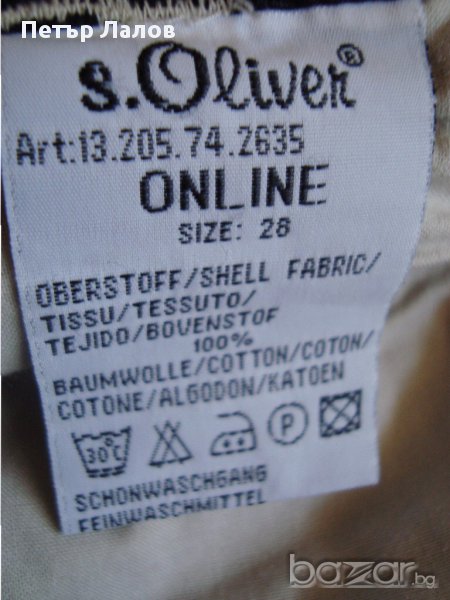 Петър Лалов
s.Oliver®
Art:13.205.74.2635
ONLINE
SIZE: 28
OBERSTOFF/SHELL FABRIC/
TISSU/TESSUTO/
TEJIDO/BOVENSTOF
100%
BAUMWOLLE/COTTON/COTON/
COTONE/ALGODON/KATOEN
30°C P
SCHONWASCHGANG
FEINWASCHMITTEL
bazar.bg